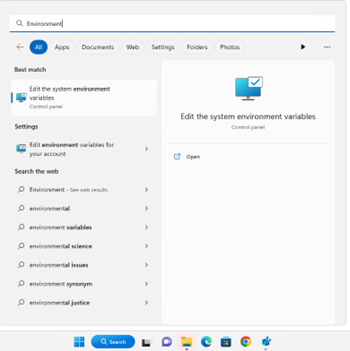 Environment
All Apps Documents Web Settings Folders Photos
Best match
Edit the system environment
variables
Control panel
Settings
Edit environment variables for
your account
Search the web
Environment - See web results
environmental
environment variables
environmental science
environmental issues
environment synonym
environmental justice
Edit the system environment variables
Control panel
Open
Search